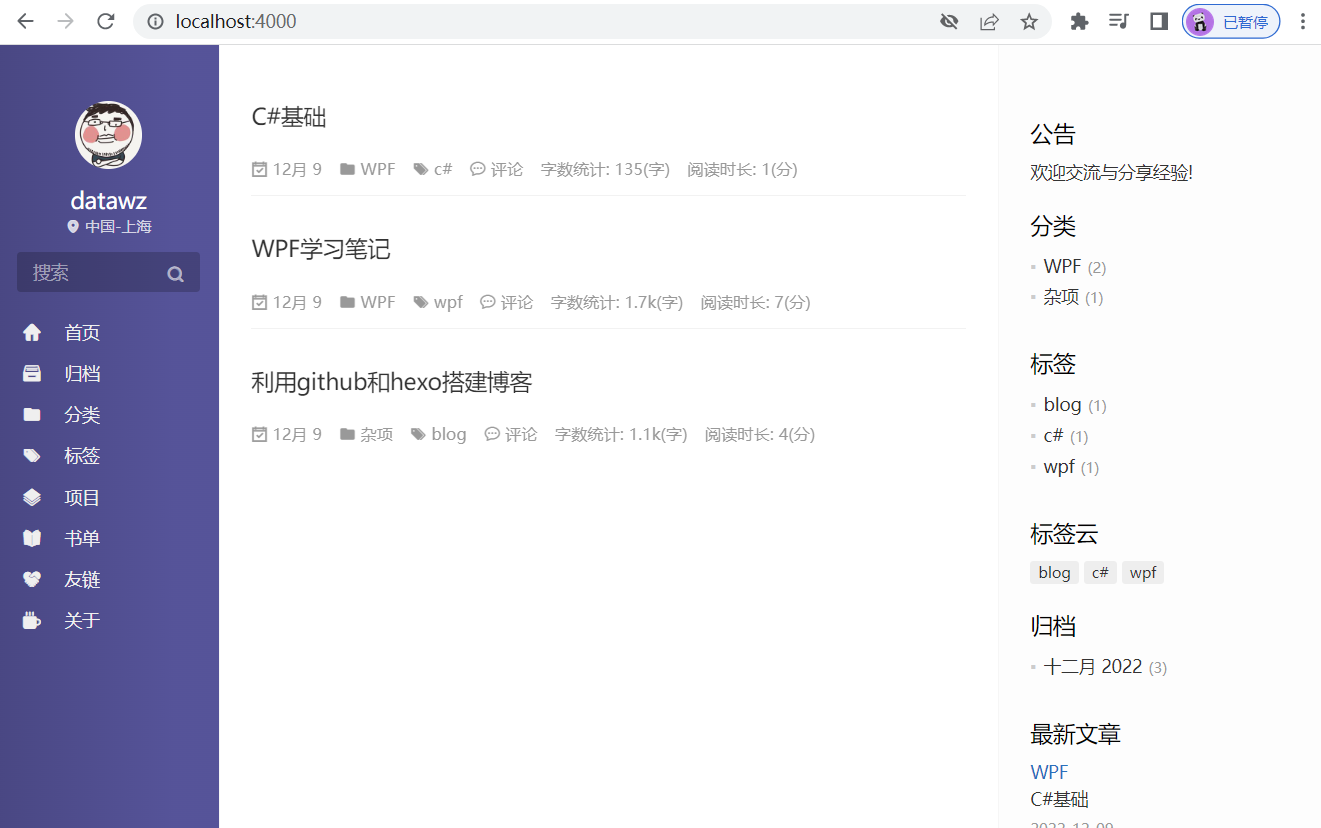 localhost:4000
已暂停
datawz
中国-上海
搜索
首页
归档
分类
标签
项目
书单
友链
关于
C#基础
12月 9 WPF c# 评论 字数统计: 135(字) 阅读时长: 1(分)
WPF学习笔记
12月 9 WPF wpf 评论 字数统计: 1.7k(字) 阅读时长: 7(分)
利用github和hexo搭建博客
12月 9 杂项 blog 评论 字数统计: 1.1k(字) 阅读时长: 4(分)
公告
欢迎交流与分享经验!
分类
WPF (2)
杂项 (1)
标签
blog (1)
c# (1)
wpf (1)
标签云
blog c# wpf
归档
十二月 2022 (3)
最新文章
WPF
C#基础
2022-12-09